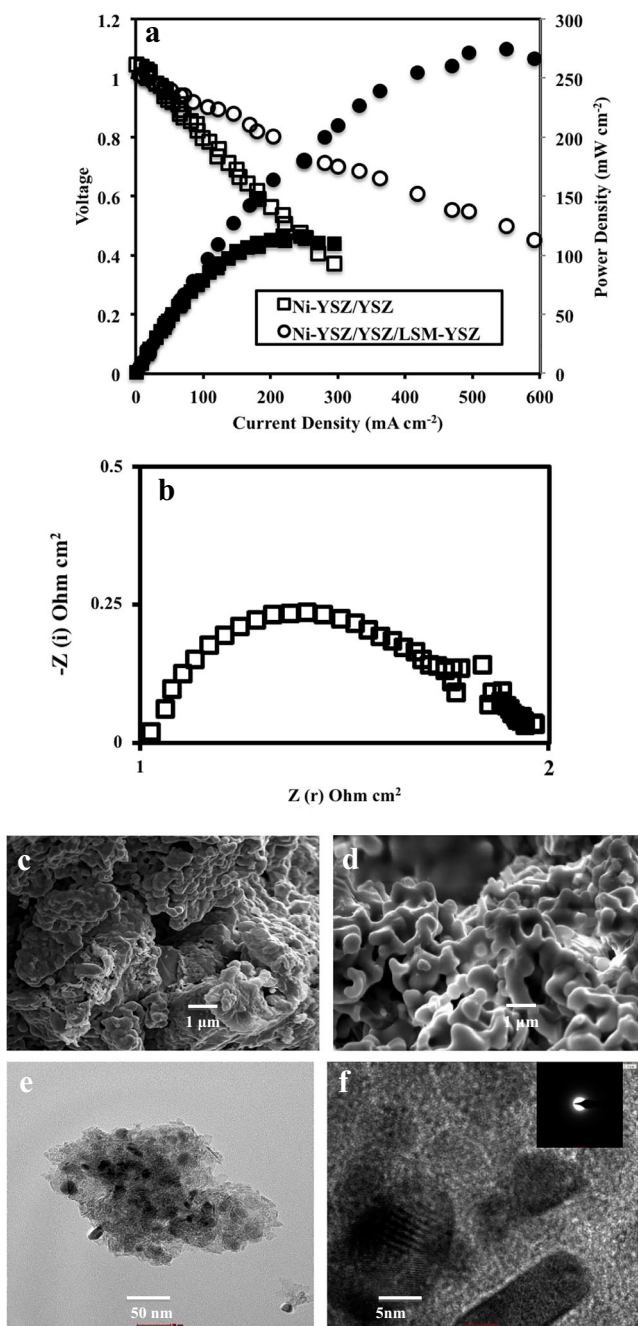 a
1.2
1
0.8
0.6
0.4
0.2
0
Voltage
300
250
200
150
100
50
0
Power Density (mW cm-2)
Ni-YSZ/YSZ
Ni-YSZ/YSZ/LSM-YSZ
0 100 200 300 400 500 600
Current Density (mA cm-2)
b
0.5
0.25
0
-Z (i) Ohm cm2
1 2
Z (r) Ohm cm2
c
1 µm
d
1 µm
e
50 nm
f
5nm